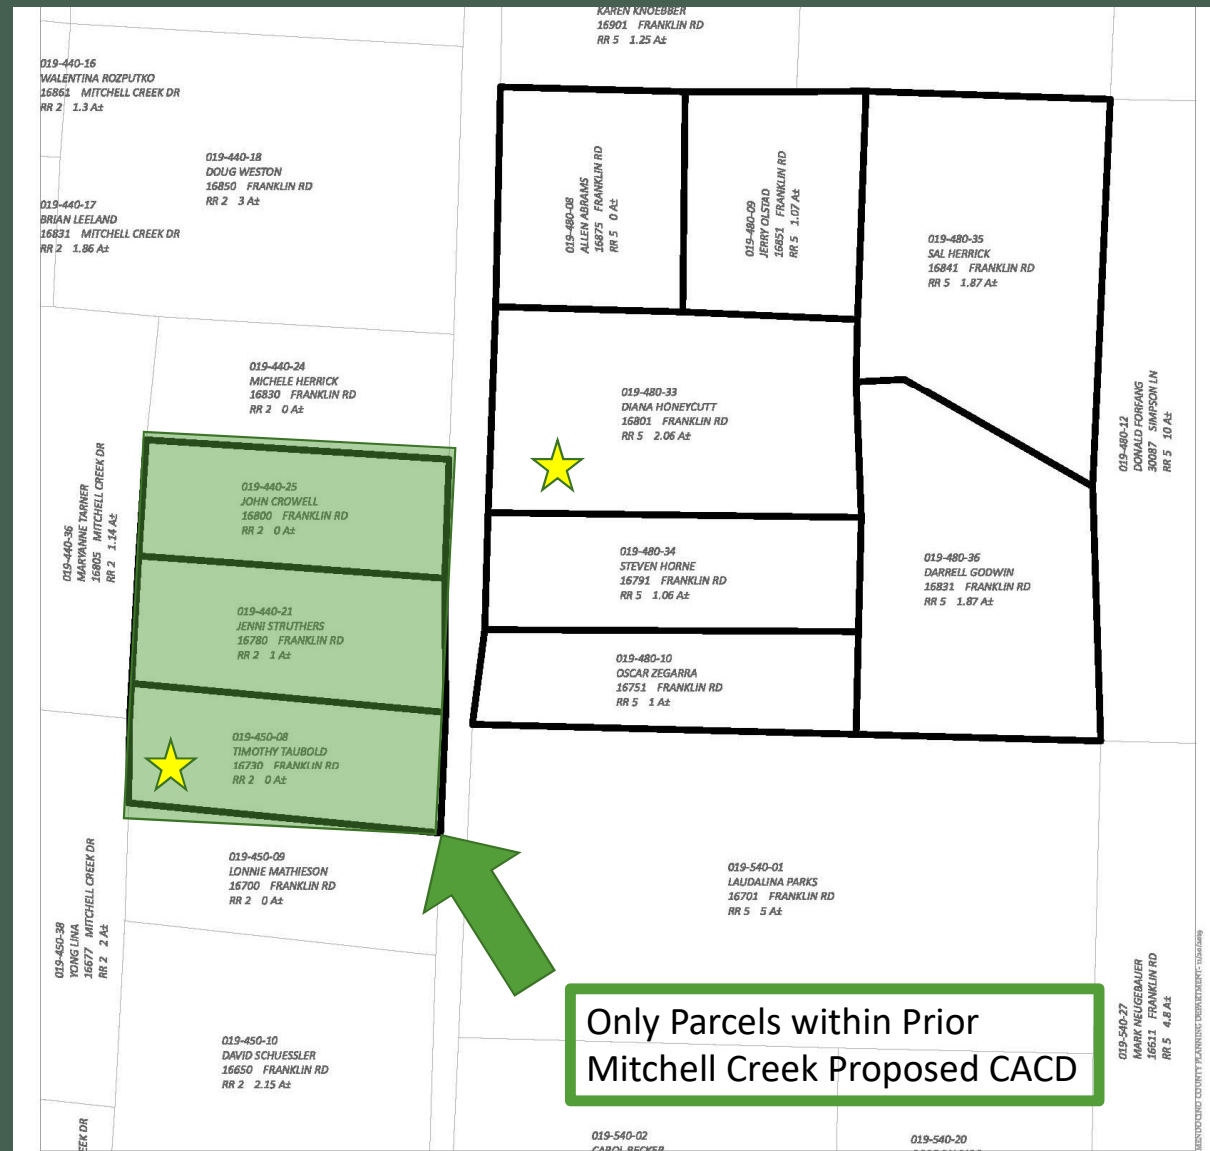 KAREN KNOEBBER
16901 FRANKLIN RD
RR 5 1.25 A±
019-440-16
WALENTINA ROZPUTKO
16861 MITCHELL CREEK DR
RR 2 1.3 A±
019-440-18
DOUG WESTON
16850 FRANKLIN RD
RR 2 3 A±
019-440-17
BRIAN LEELAND
16831 MITCHELL CREEK DR
RR 2 1.86 A±
019-480-08
ALLEN ABRAMS
16875 FRANKLIN RD
RR 5 0 A±
019-480-09
JERRY OLSTAD
16851 FRANKLIN RD
RR 5 1.07 A±
019-480-35
SAL HERRICK
16841 FRANKLIN RD
RR 5 1.87 A±
019-440-24
MICHELE HERRICK
16830 FRANKLIN RD
RR 2 0 A±
019-480-33
DIANA HONEYCUTT
16801 FRANKLIN RD
RR 5 2.06 A±
019-480-12
DONALD FORFANG
30087 SIMPSON LN
RR 5 10 A±
019-440-36
MARYANNE TARNER
16805 MITCHELL CREEK DR
RR 2 1.14 A±
019-440-25
JOHN CROWELL
16800 FRANKLIN RD
RR 2 0 A±
019-480-34
STEVEN HORNE
16791 FRANKLIN RD
RR 5 1.06 A±
019-480-36
DARRELL GODWIN
16831 FRANKLIN RD
RR 5 1.87 A±
019-440-21
JENNI STRUTHERS
16780 FRANKLIN RD
RR 2 1 A±
019-480-10
OSCAR ZEGARRA
16751 FRANKLIN RD
RR 5 1 A±
019-450-08
TIMOTHY TAUBOLD
16730 FRANKLIN RD
RR 2 0 A±
019-450-09
LONNIE MATHIESON
16700 FRANKLIN RD
RR 2 0 A±
019-540-01
LAUDALINA PARKS
16701 FRANKLIN RD
RR 5 5 A±
019-450-38
YONG LINA
16677 MITCHELL CREEK DR
RR 2 2 A±
019-540-27
MARK NEUGEBAUER
16611 FRANKLIN RD
RR 5 4.8 A±
Only Parcels within Prior
Mitchell Creek Proposed CACD
019-450-10
DAVID SCHUESSLER
16650 FRANKLIN RD
RR 2 2.15 A±
EEK DR
019-540-02
CAROL BECKER
019-540-20
MENDOCINO COUNTY PLANNING DEPARTMENT-